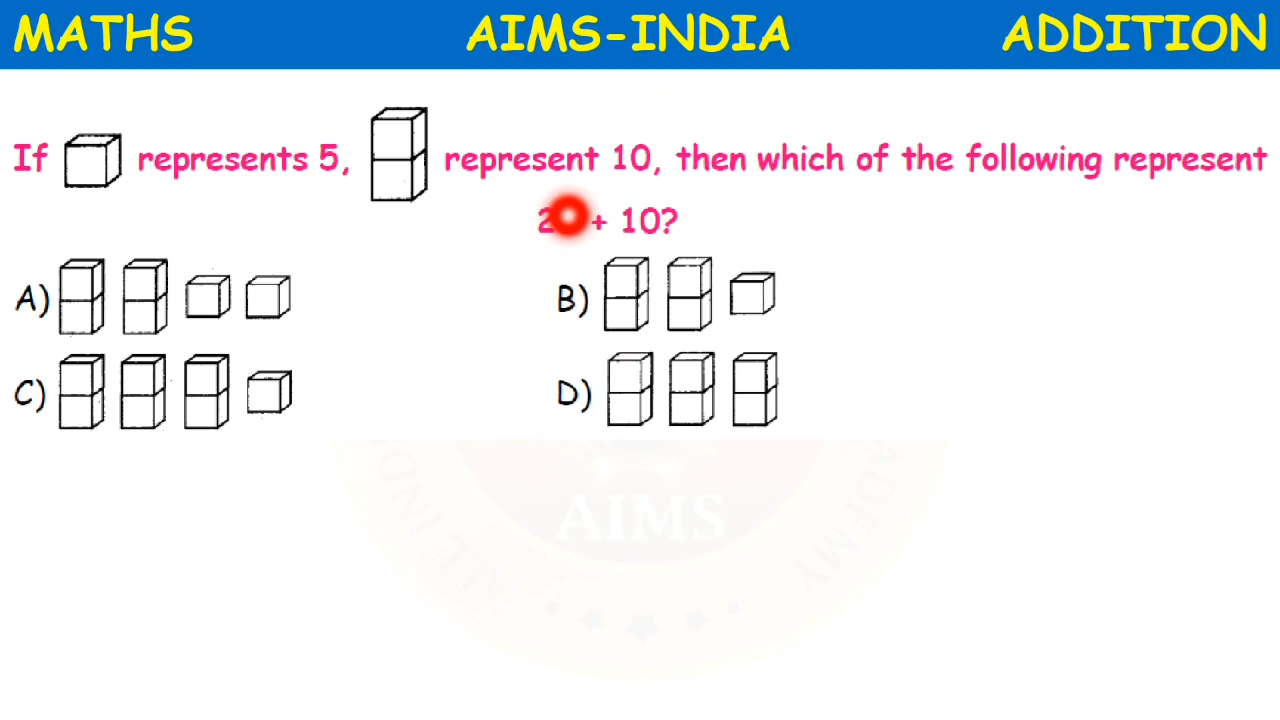 MATHS AIMS-INDIA ADDITION
If represents 5, represent 10, then which of the following represent
+ 10?
A) B)
C) D)
AIMS